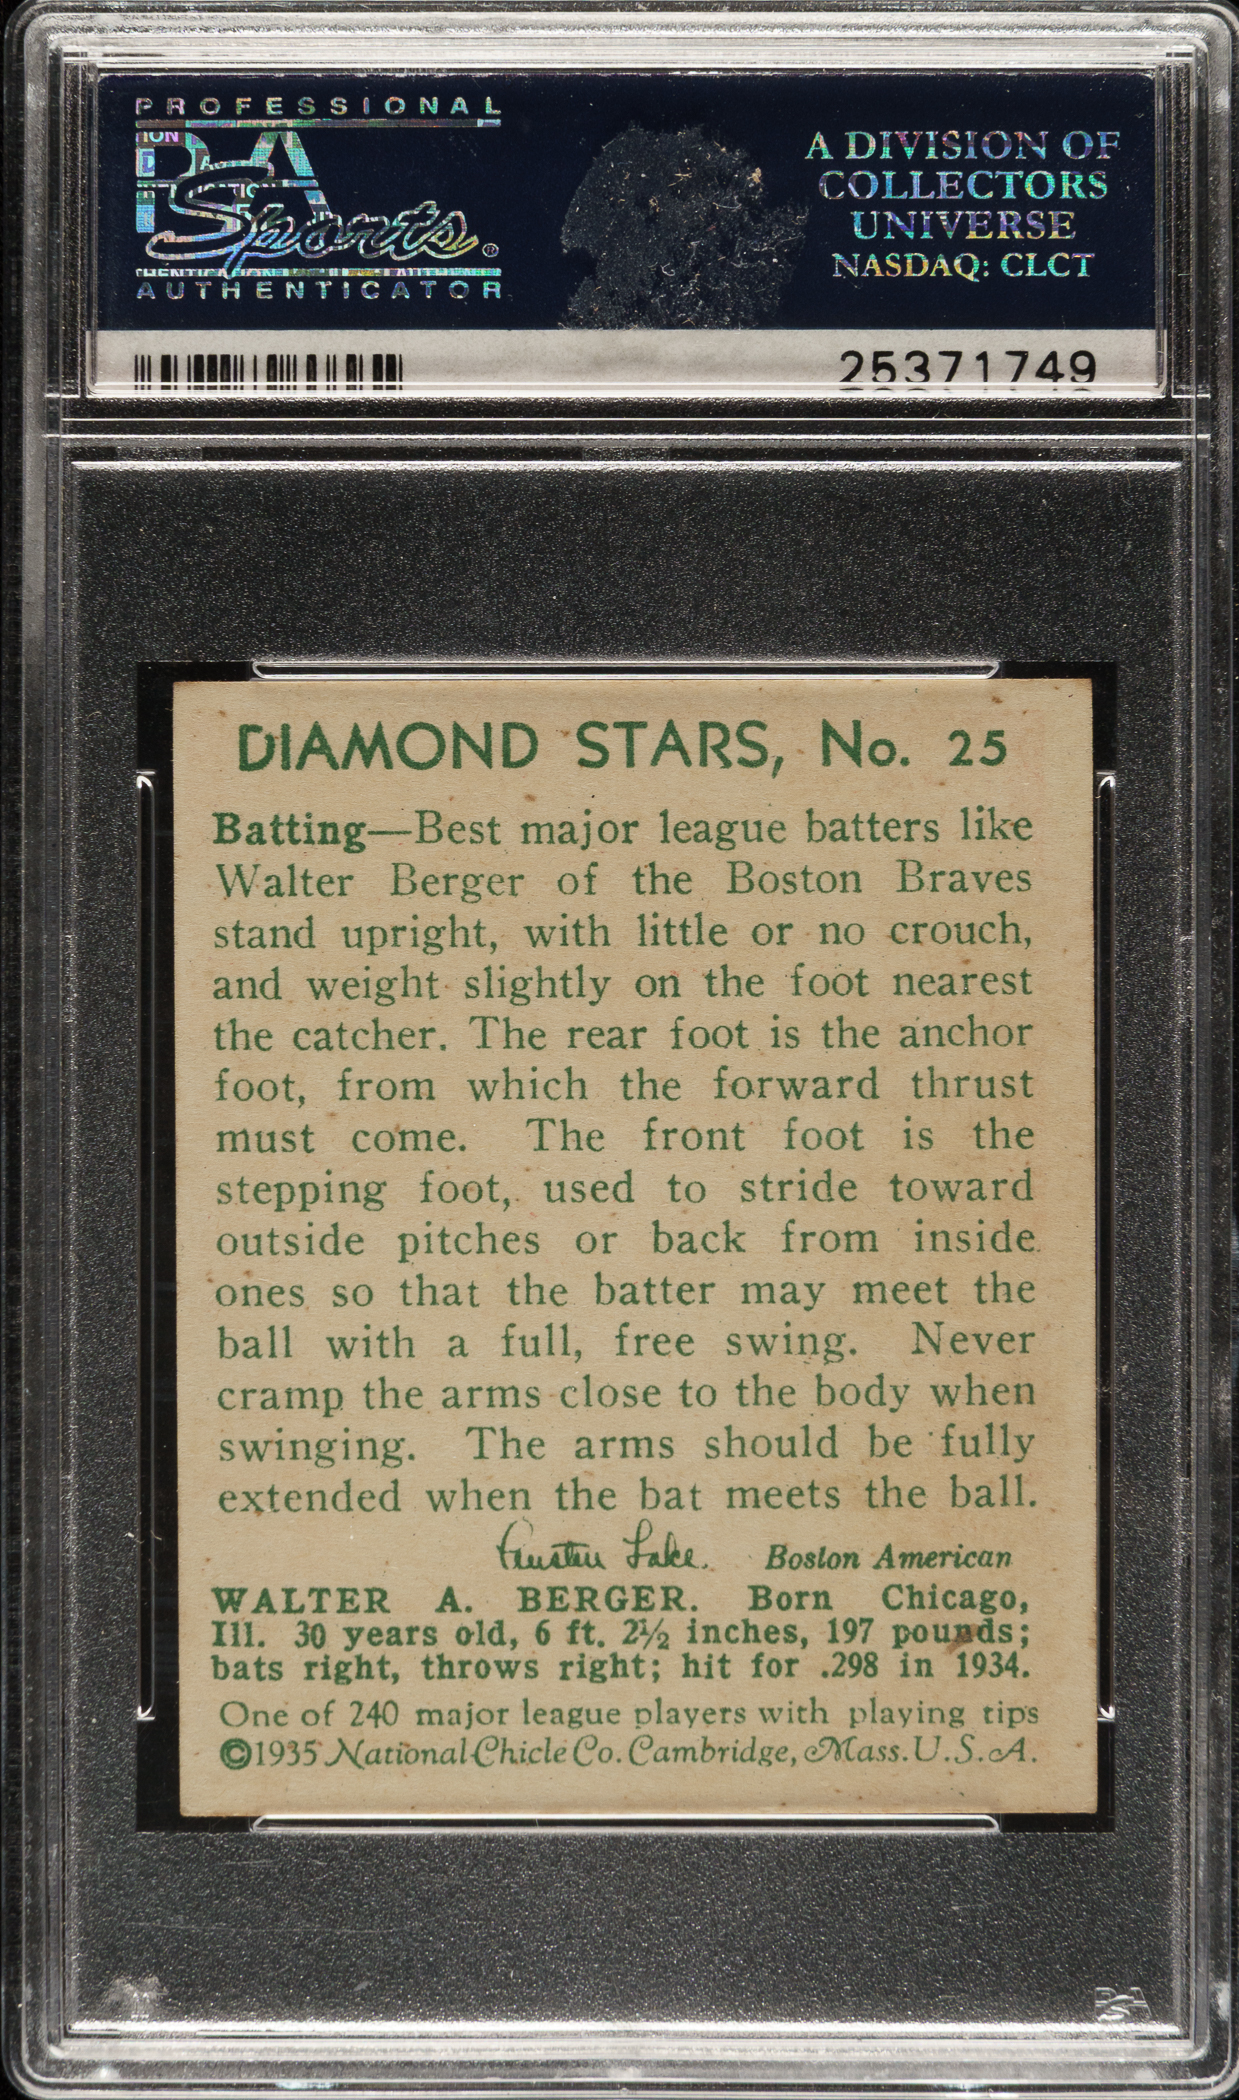 PROFESSIONAL
PSA
Sports®
AUTHENTICATOR
A DIVISION OF
COLLECTORS
UNIVERSE
NASDAQ: CLCT
25371749
DIAMOND STARS, No. 25
Batting—Best major league batters like
Walter Berger of the Boston Braves
stand upright, with little or no crouch,
and weight slightly on the foot nearest
the catcher. The rear foot is the anchor
foot, from which the forward thrust
must come. The front foot is the
stepping foot, used to stride toward
outside pitches or back from inside
ones so that the batter may meet the
ball with a full, free swing. Never
cramp the arms close to the body when
swinging. The arms should be fully
extended when the bat meets the ball.
Austen Lake. Boston American
WALTER A. BERGER. Born Chicago,
Ill. 30 years old, 6 ft. 2½ inches, 197 pounds;
bats right, throws right; hit for .298 in 1934.
One of 240 major league players with playing tips
©1935 National Chicle Co. Cambridge, Mass. U.S.A.
PSA